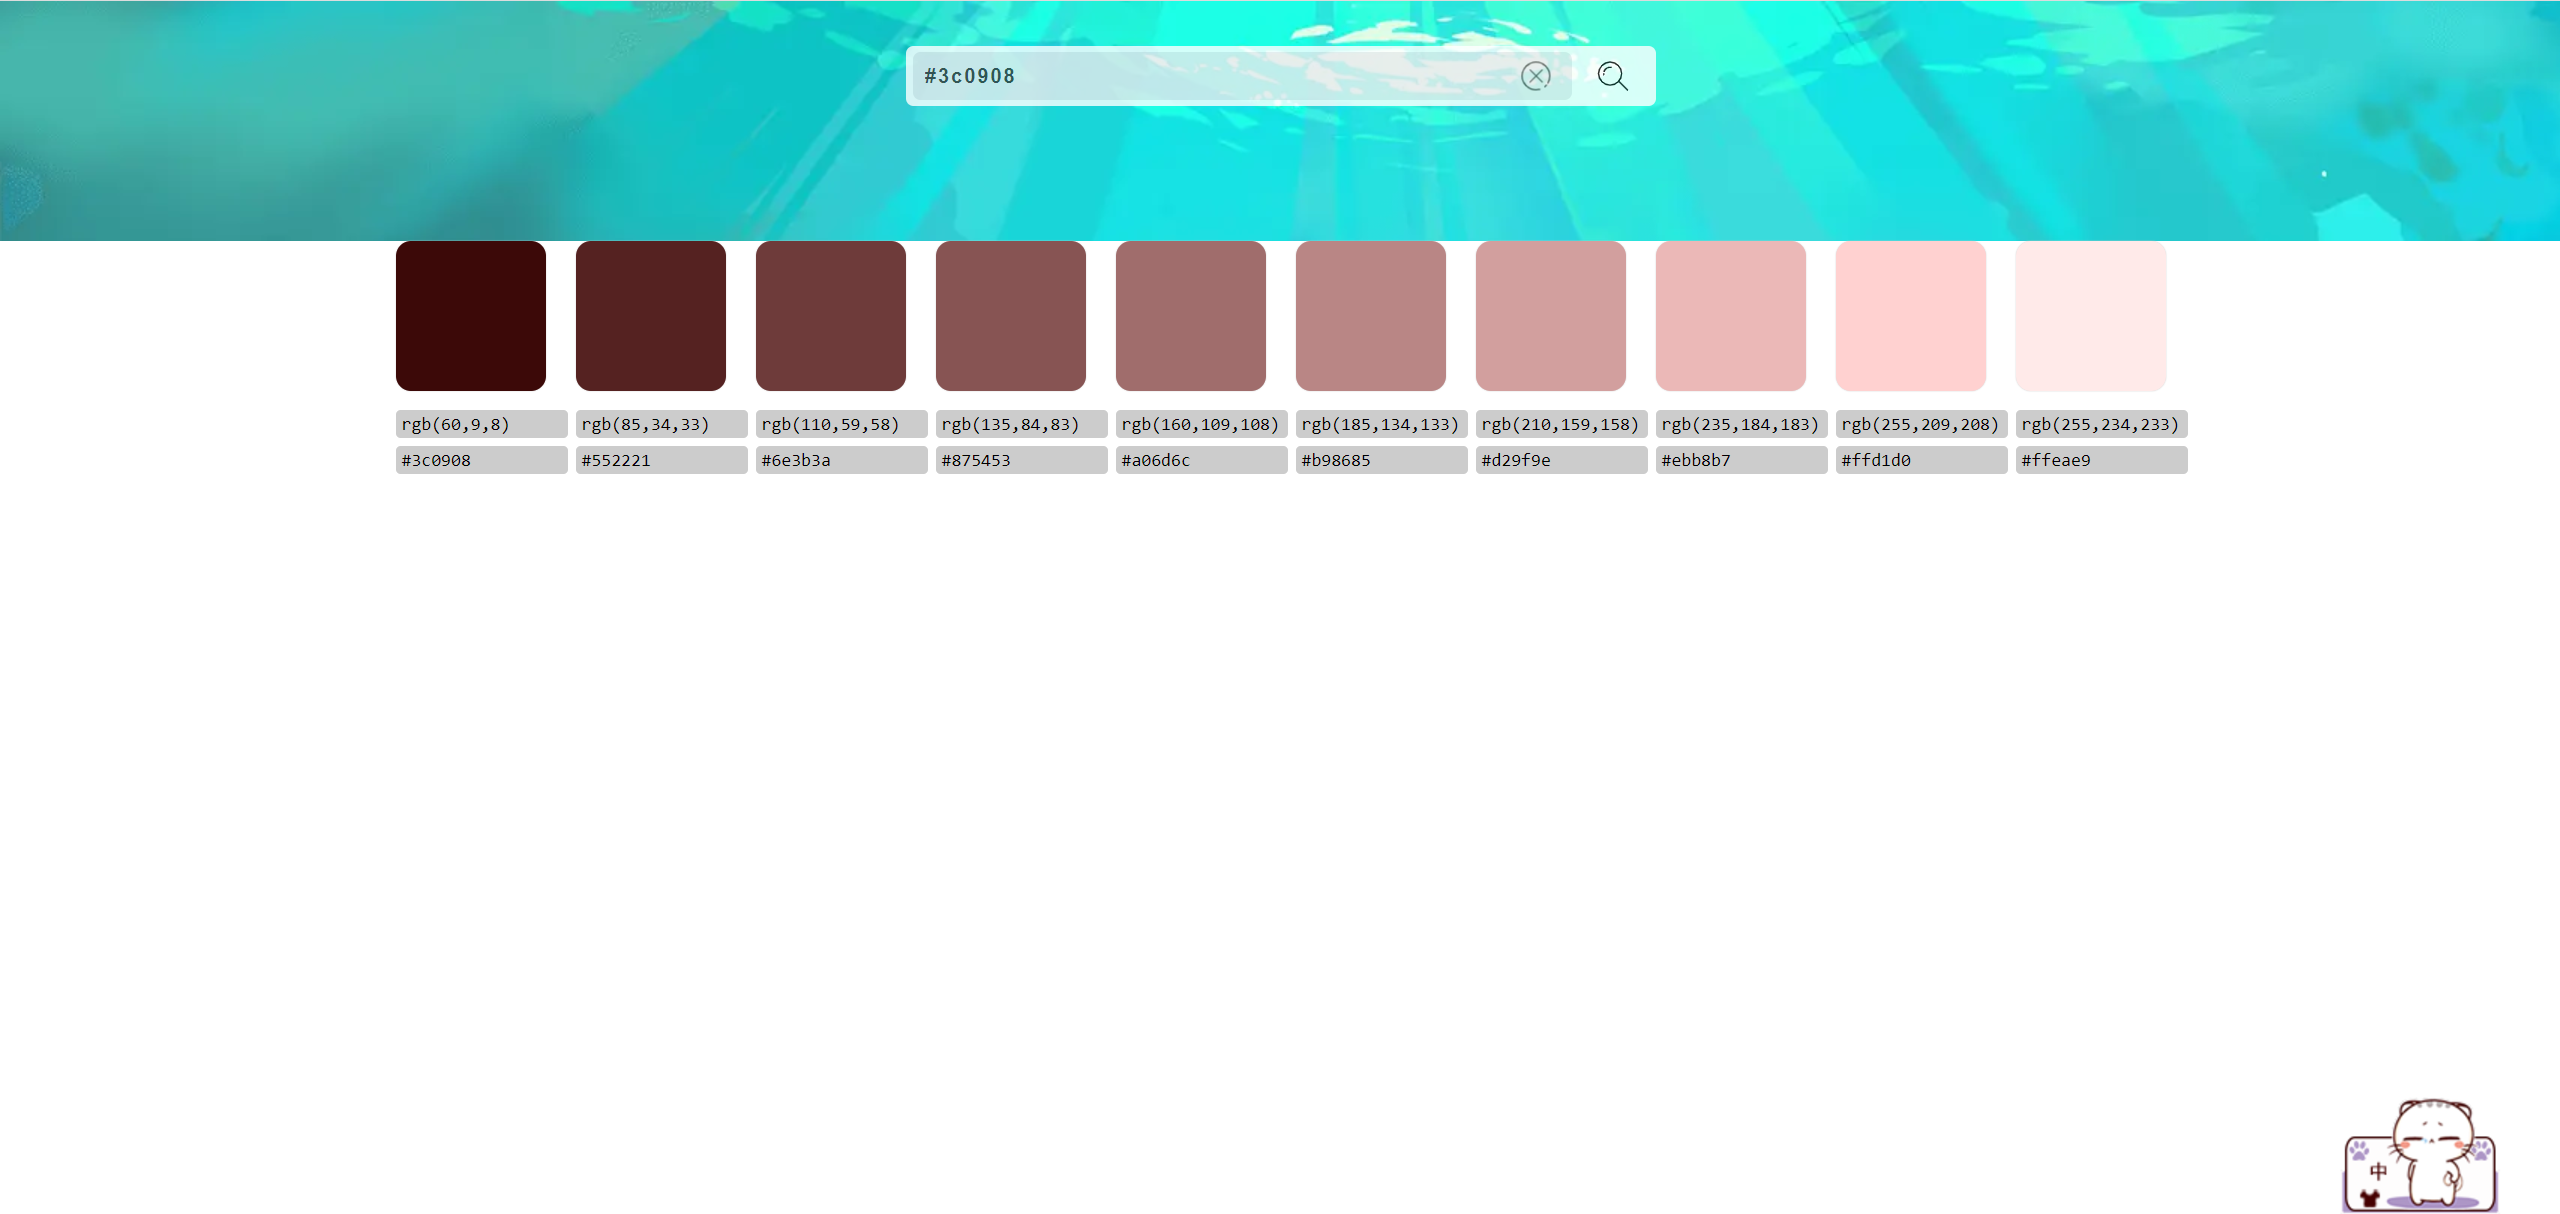 #3c0908
rgb(60,9,8) rgb(85,34,33) rgb(110,59,58) rgb(135,84,83) rgb(160,109,108) rgb(185,134,133) rgb(210,159,158) rgb(235,184,183) rgb(255,209,208) rgb(255,234,233)
#3c0908 #552221 #6e3b3a #875453 #a06d6c #b98685 #d29f9e #ebb8b7 #ffd1d0 #ffeae9
中